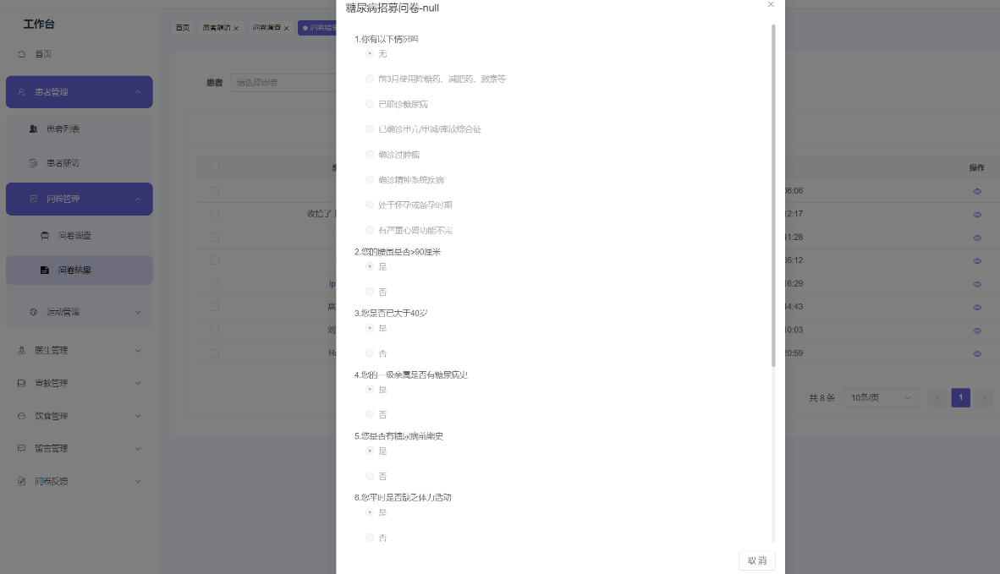 工作台
首页
患者管理
患者列表
患者随访
问卷管理
问卷调查
问卷结果
运动管理
医生管理
宣教管理
饮食管理
留言管理
问卷反馈
首页
患者随访
问卷调查
问卷结果
患者
请选择患者
操作
06:06
收拾了
12:17
41:28
05:12
16:29
高
44:43
刘
10:03
20:59
共 8 条
10条/页
1
糖尿病招募问卷-null
1.你有以下情况吗
无
前3月使用降糖药、减肥药、激素等
已确诊糖尿病
已确诊甲亢/甲减/库欣综合征
确诊过肿瘤
确诊精神系统疾病
处于怀孕或备孕时期
有严重心肾功能不完
2.您的腰围是否>90厘米
是
否
3.您是否已大于40岁
是
否
4.您的一级亲属是否有糖尿病史
是
否
5.您是否有糖尿病前期史
是
否
6.您平时是否缺乏体力活动
是
否
取 消